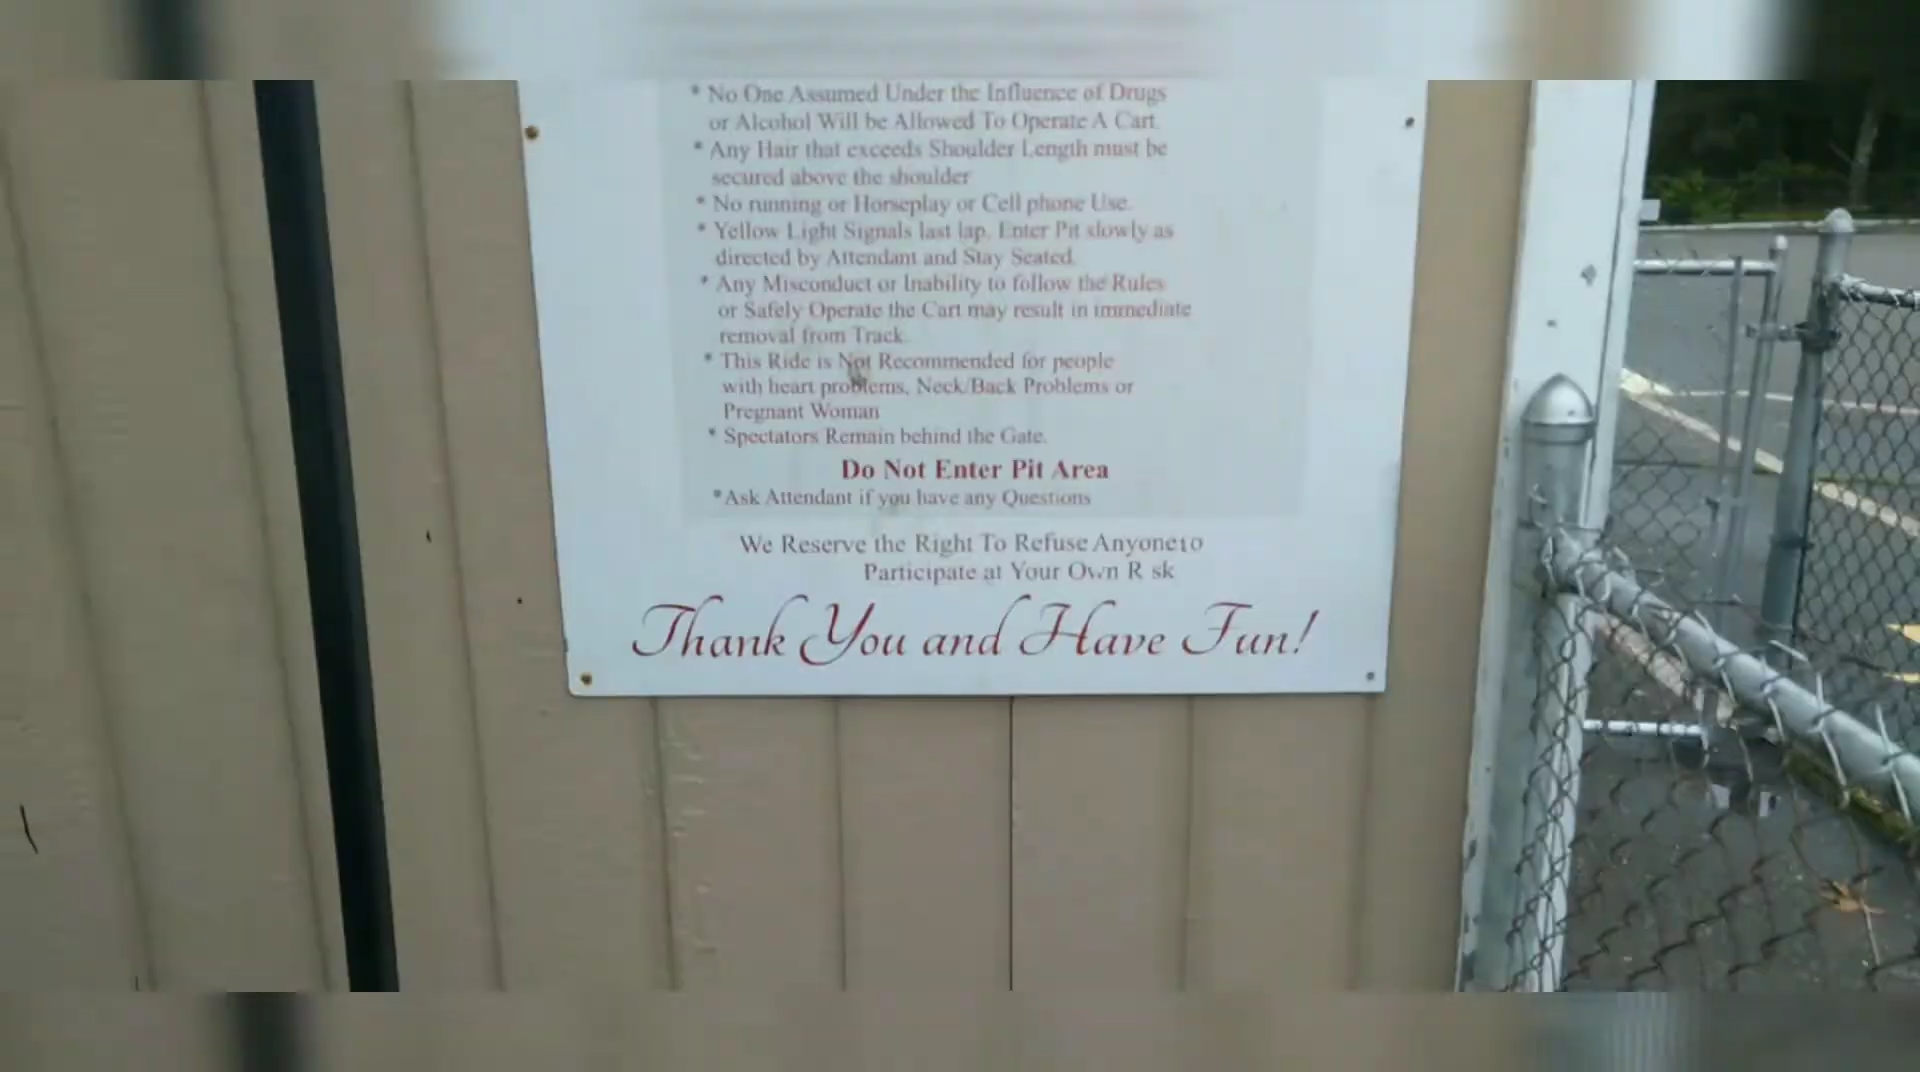 * No One Assumed Under the Influence of Drugs
or Alcohol Will be Allowed To Operate A Cart.
* Any Hair that exceeds Shoulder Length must be
secured above the shoulder
* No running or Horseplay or Cell phone Use.
* Yellow Light Signals last lap. Enter Pit slowly as
directed by Attendant and Stay Seated.
* Any Misconduct or Inability to follow the Rules
or Safely Operate the Cart may result in immediate
removal from Track.
* This Ride is Not Recommended for people
with heart problems, Neck/Back Problems or
Pregnant Woman
* Spectators Remain behind the Gate.
Do Not Enter Pit Area
*Ask Attendant if you have any Questions
We Reserve the Right To Refuse Anyone to
Participate at Your Own R sk
Thank You and Have Fun!